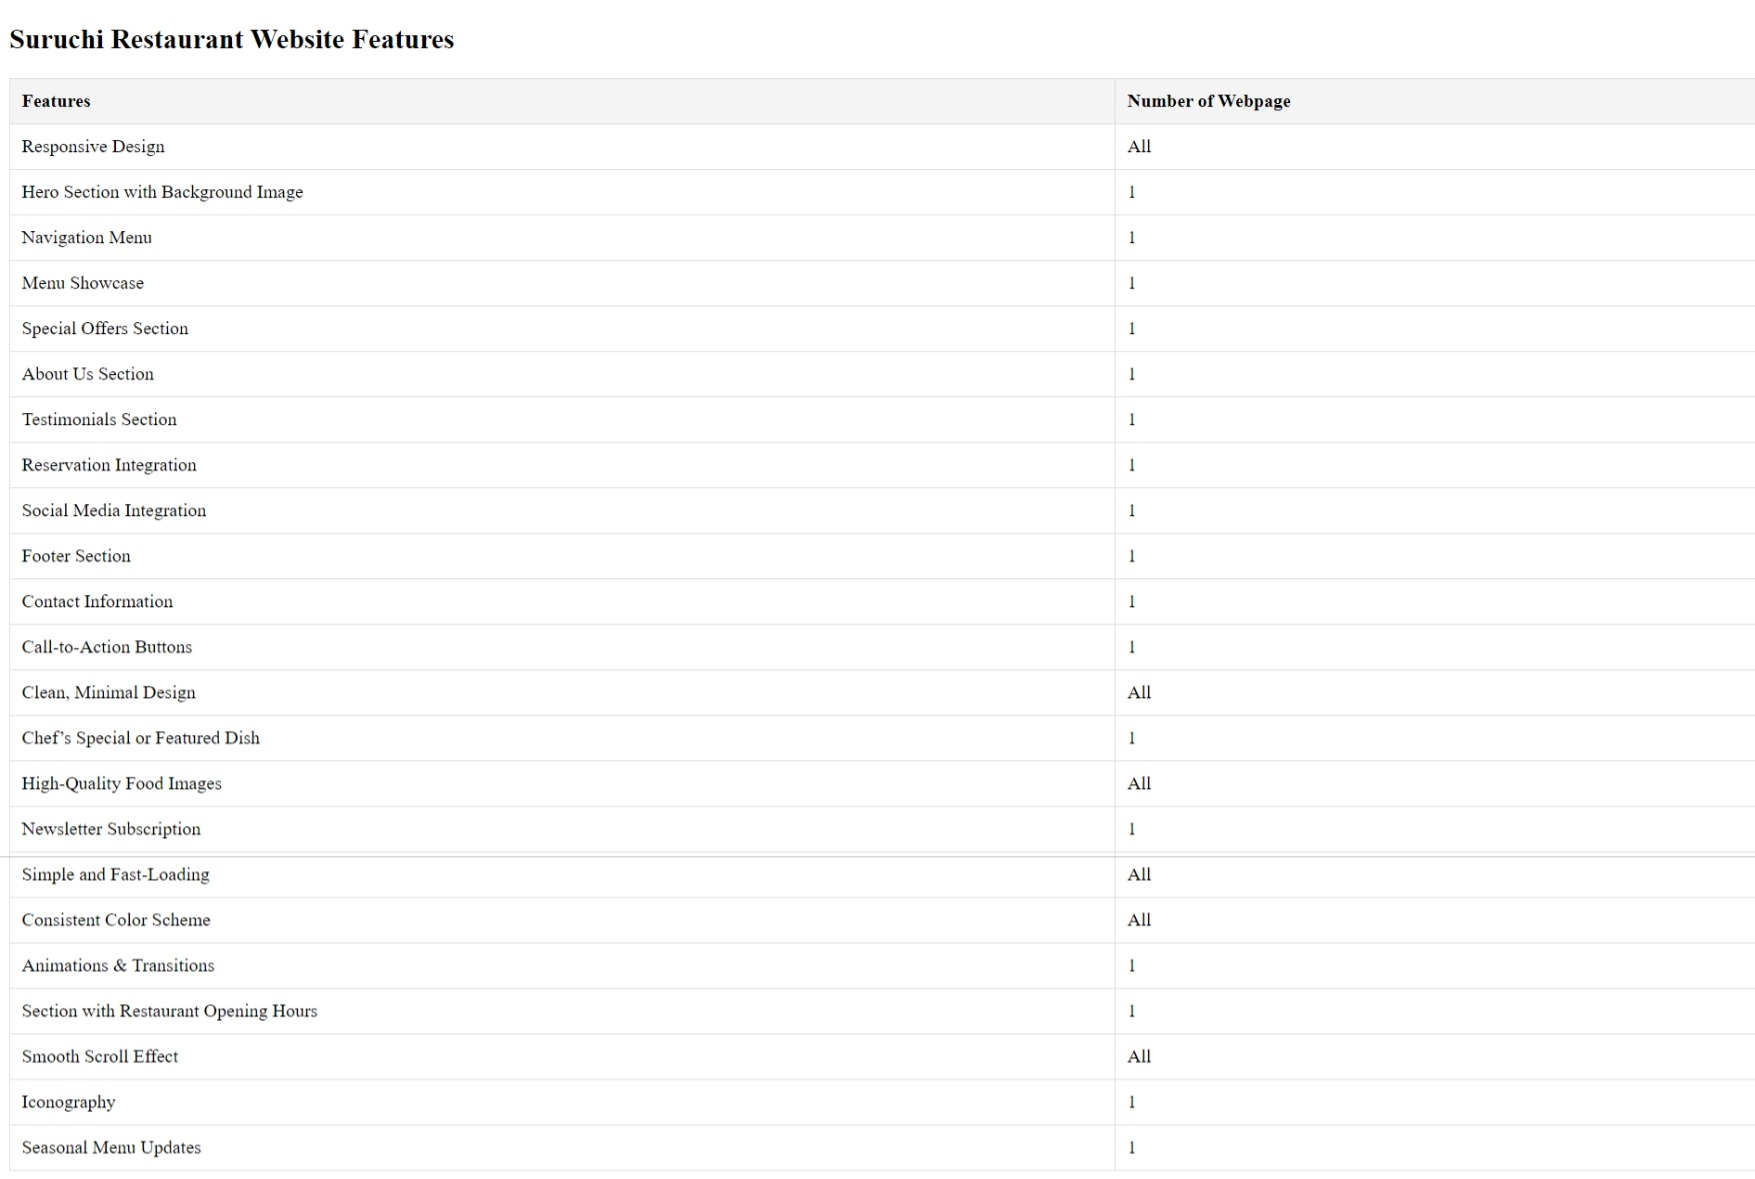 Suruchi Restaurant Website Features
Features Number of Webpage
Responsive Design All
Hero Section with Background Image 1
Navigation Menu 1
Menu Showcase 1
Special Offers Section 1
About Us Section 1
Testimonials Section 1
Reservation Integration 1
Social Media Integration 1
Footer Section 1
Contact Information 1
Call-to-Action Buttons 1
Clean, Minimal Design All
Chef’s Special or Featured Dish 1
High-Quality Food Images All
Newsletter Subscription 1
Simple and Fast-Loading All
Consistent Color Scheme All
Animations & Transitions 1
Section with Restaurant Opening Hours 1
Smooth Scroll Effect All
Iconography 1
Seasonal Menu Updates 1